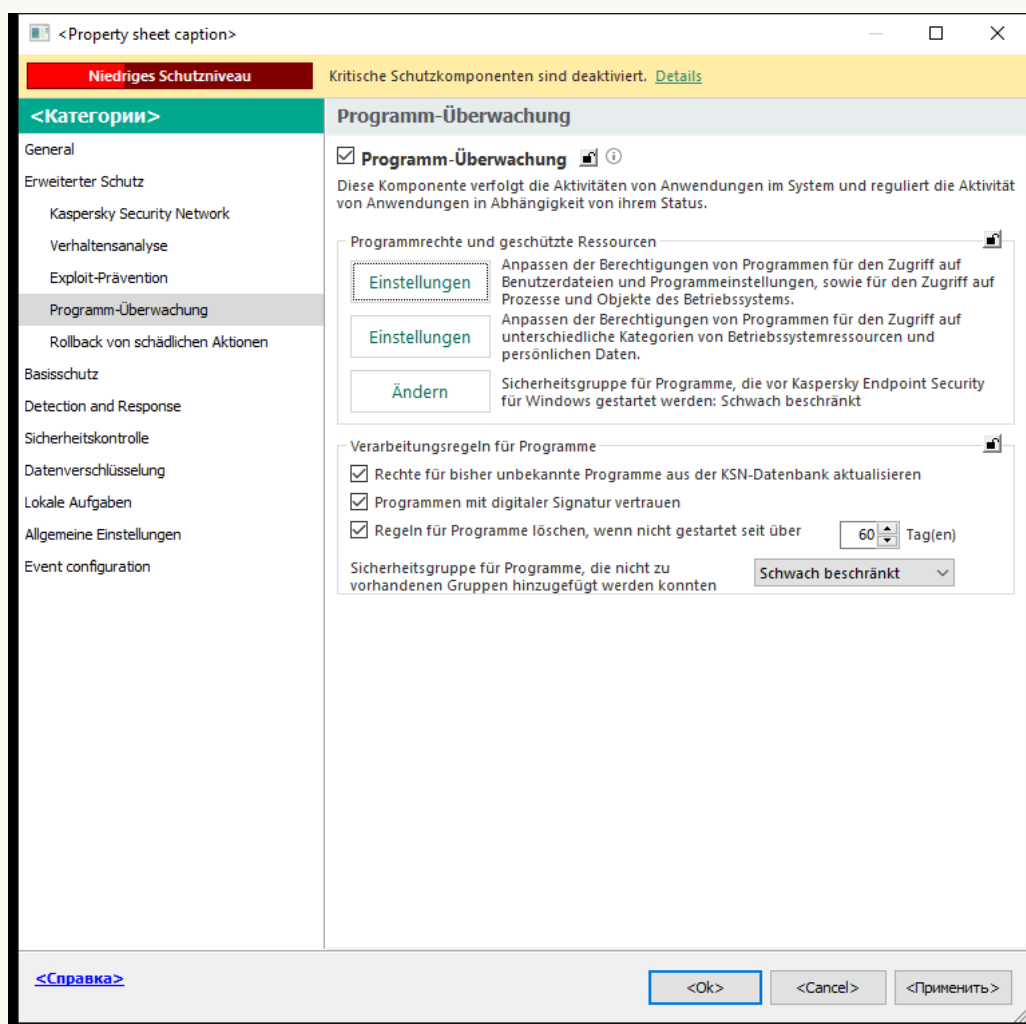 <Property sheet caption>
Niedriges Schutzniveau
Kritische Schutzkomponenten sind deaktiviert. Details
<Категории>
General
Erweiterter Schutz
Kaspersky Security Network
Verhaltensanalyse
Exploit-Prävention
Programm-Überwachung
Rollback von schädlichen Aktionen
Basisschutz
Detection and Response
Sicherheitskontrolle
Datenverschlüsselung
Lokale Aufgaben
Allgemeine Einstellungen
Event configuration
Programm-Überwachung
Programm-Überwachung
Diese Komponente verfolgt die Aktivitäten von Anwendungen im System und reguliert die Aktivität
von Anwendungen in Abhängigkeit von ihrem Status.
Programmrechte und geschützte Ressourcen
Einstellungen
Anpassen der Berechtigungen von Programmen für den Zugriff auf
Benutzerdateien und Programmeinstellungen, sowie für den Zugriff auf
Prozesse und Objekte des Betriebssystems.
Einstellungen
Anpassen der Berechtigungen von Programmen für den Zugriff auf
unterschiedliche Kategorien von Betriebssystemressourcen und
persönlichen Daten.
Ändern
Sicherheitsgruppe für Programme, die vor Kaspersky Endpoint Security
für Windows gestartet werden: Schwach beschränkt
Verarbeitungsregeln für Programme
Rechte für bisher unbekannte Programme aus der KSN-Datenbank aktualisieren
Programmen mit digitaler Signatur vertrauen
Regeln für Programme löschen, wenn nicht gestartet seit über 60 Tag(en)
Sicherheitsgruppe für Programme, die nicht zu
vorhandenen Gruppen hinzugefügt werden konnten
Schwach beschränkt
<Справка>
<Ok>
<Cancel>
<Применить>